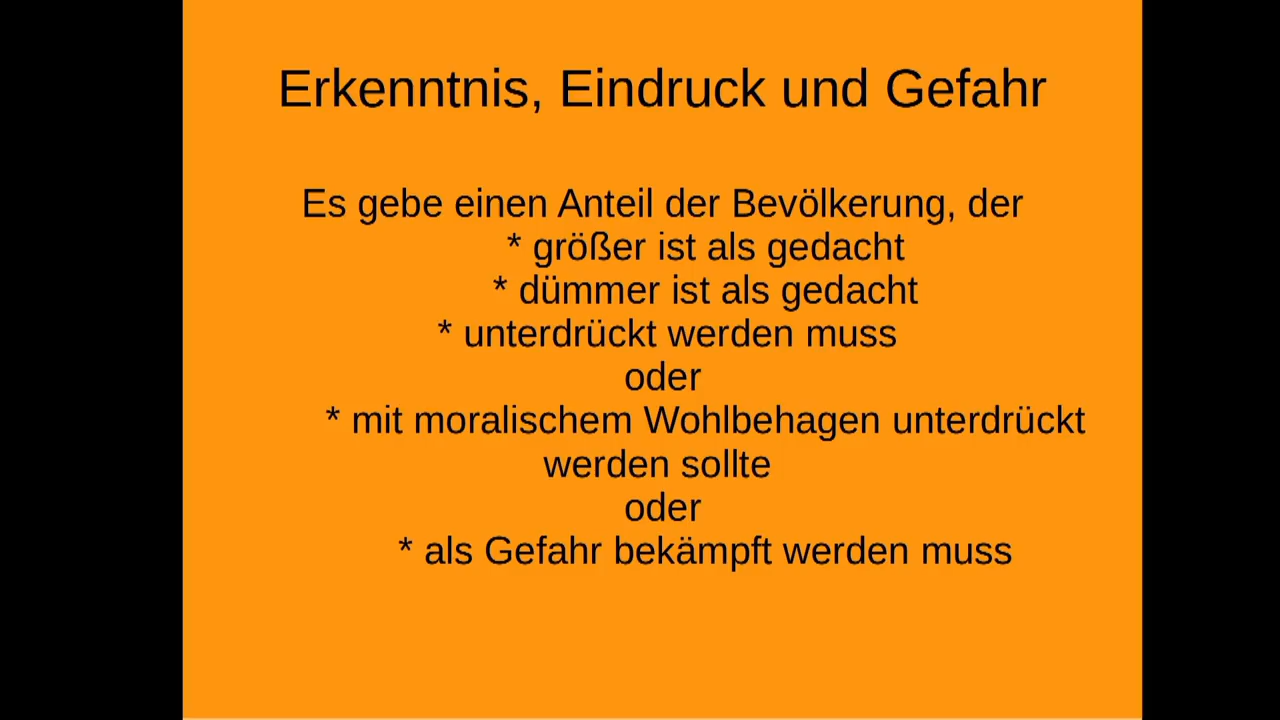 Erkenntnis, Eindruck und Gefahr
Es gebe einen Anteil der Bevölkerung, der
* größer ist als gedacht
* dümmer ist als gedacht
* unterdrückt werden muss
oder
* mit moralischem Wohlbehagen unterdrückt
werden sollte
oder
* als Gefahr bekämpft werden muss